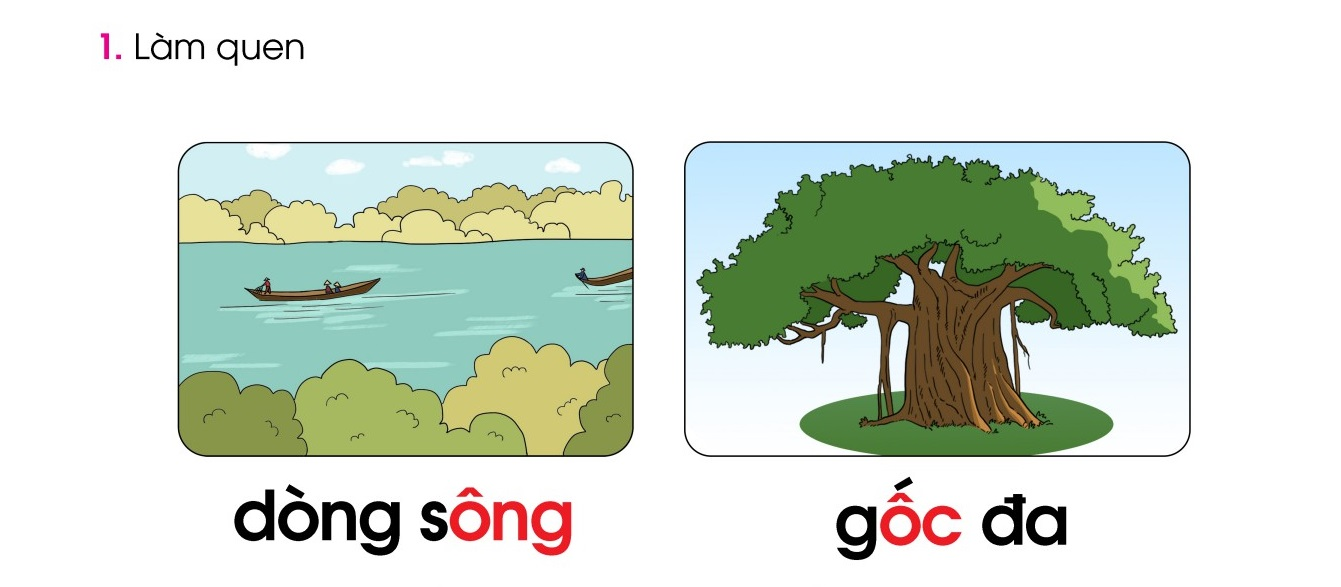 1. Làm quen
dòng sông
gốc đa